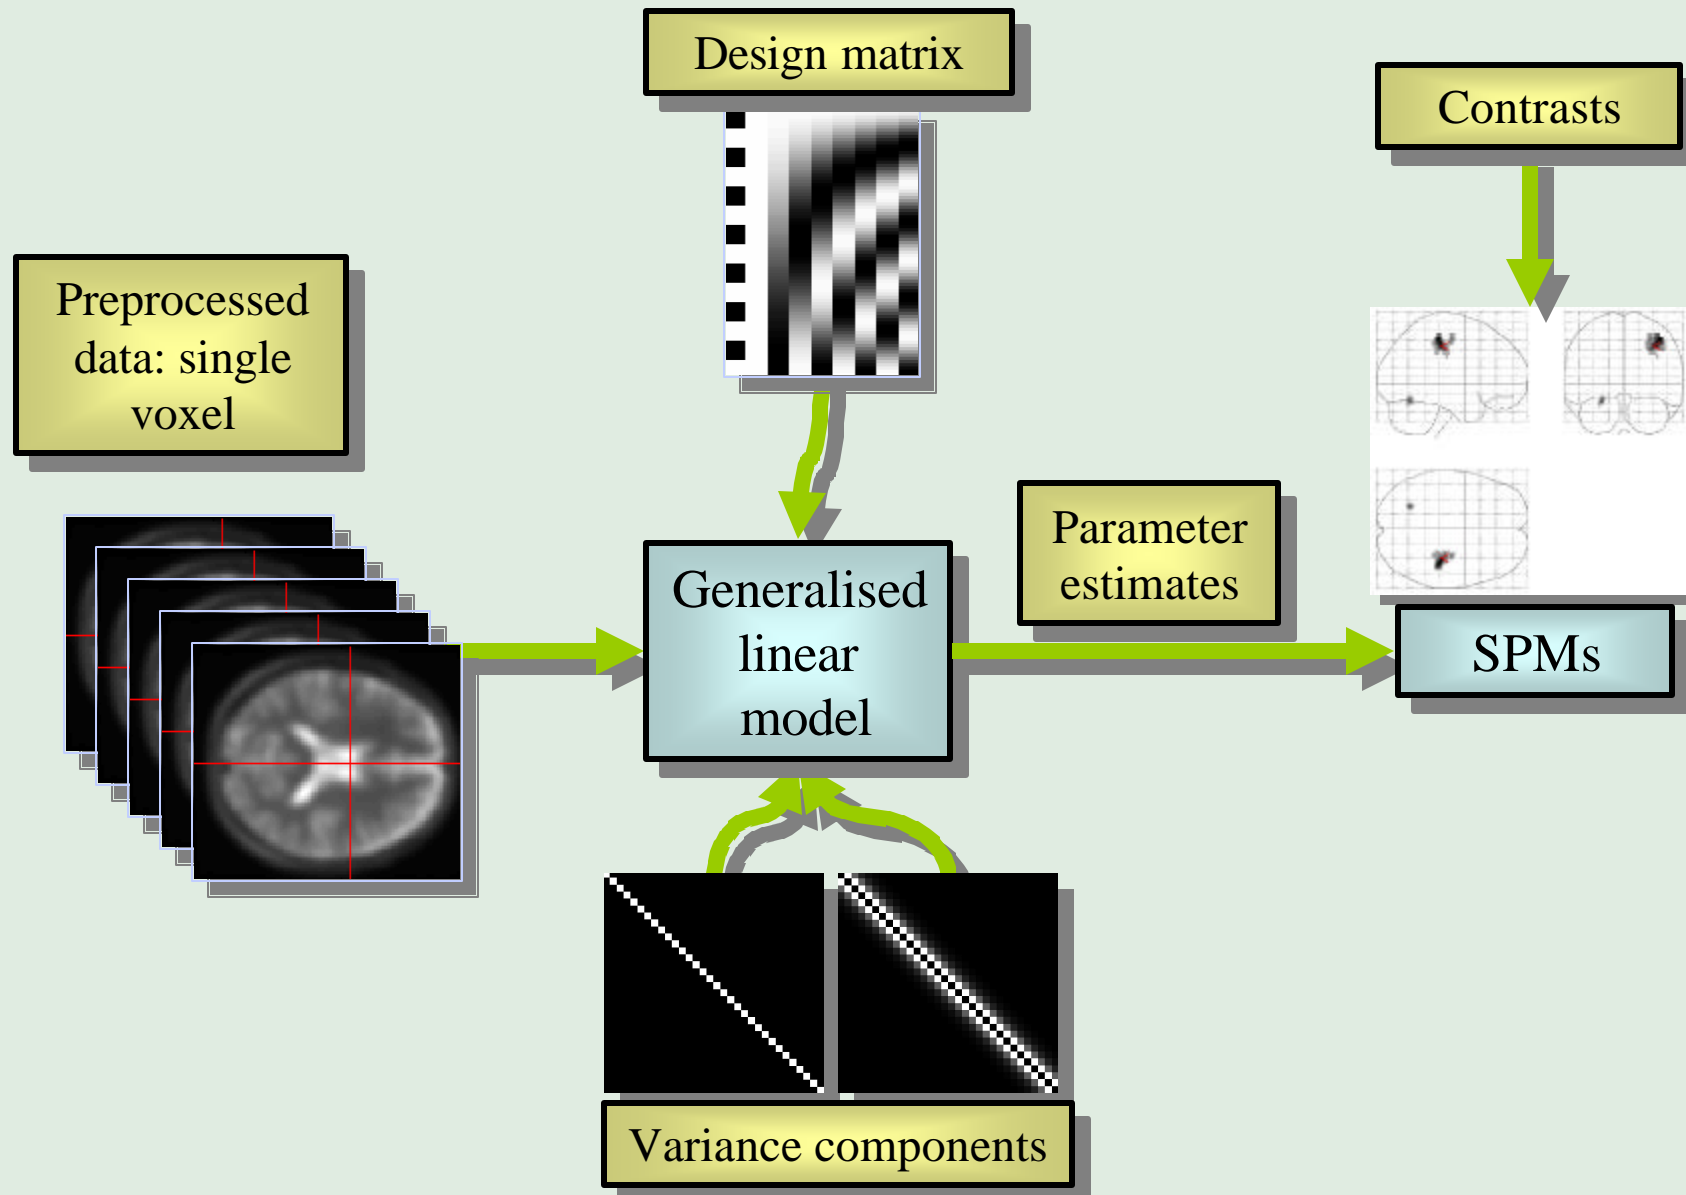 Design matrix
Contrasts
Preprocessed
data: single
voxel
Parameter
estimates
Generalised
linear
model
SPMs
Variance components